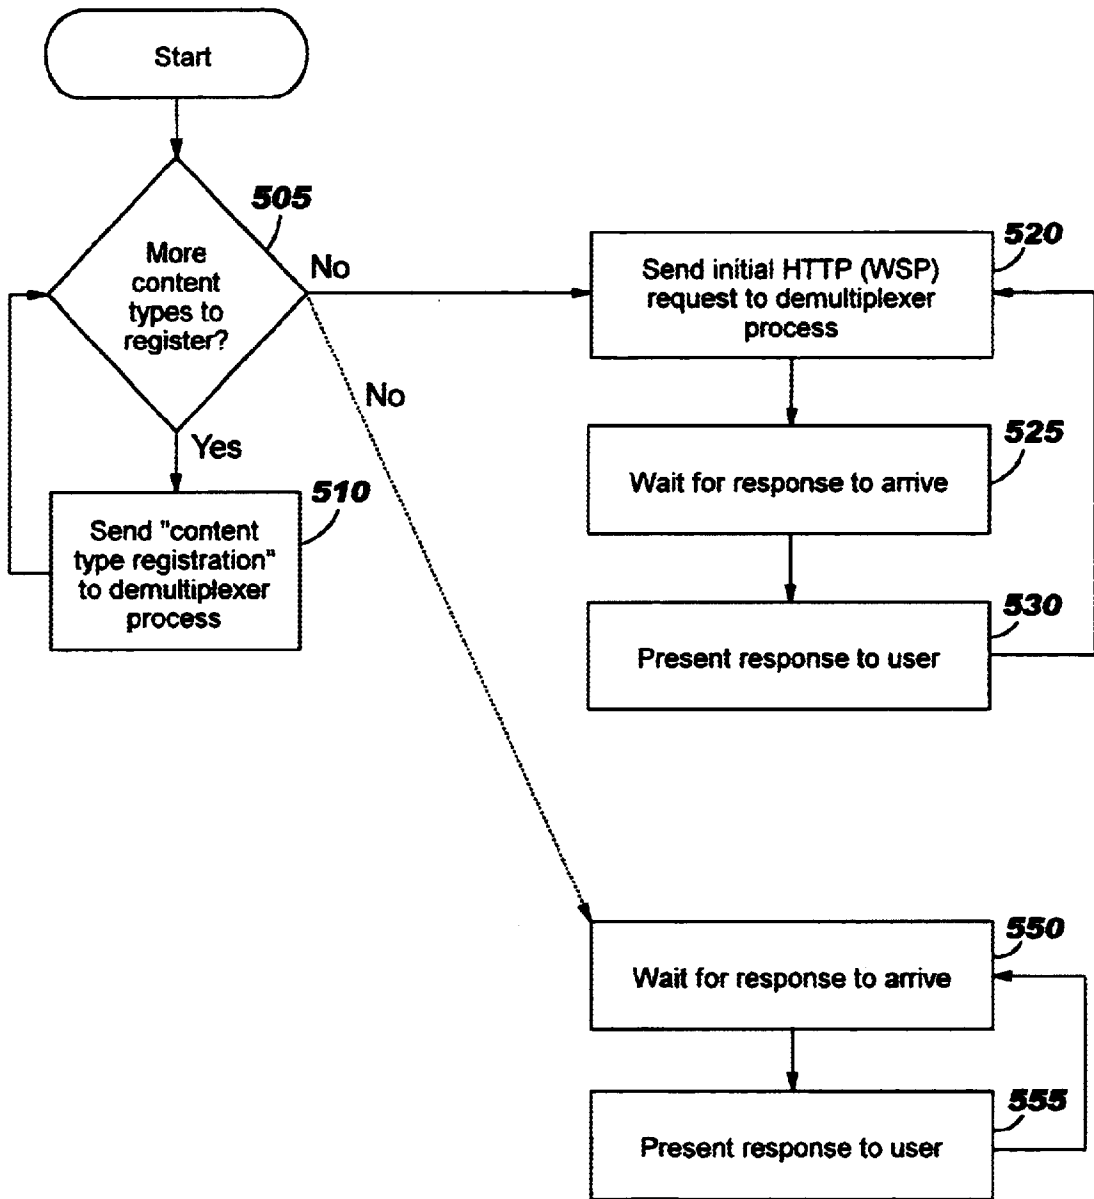 Start
505
More
content
types to
register?
No
No
Yes
510
Send "content
type registration"
to demultiplexer
process
520
Send initial HTTP (WSP)
request to demultiplexer
process
525
Wait for response to arrive
530
Present response to user
550
Wait for response to arrive
555
Present response to user